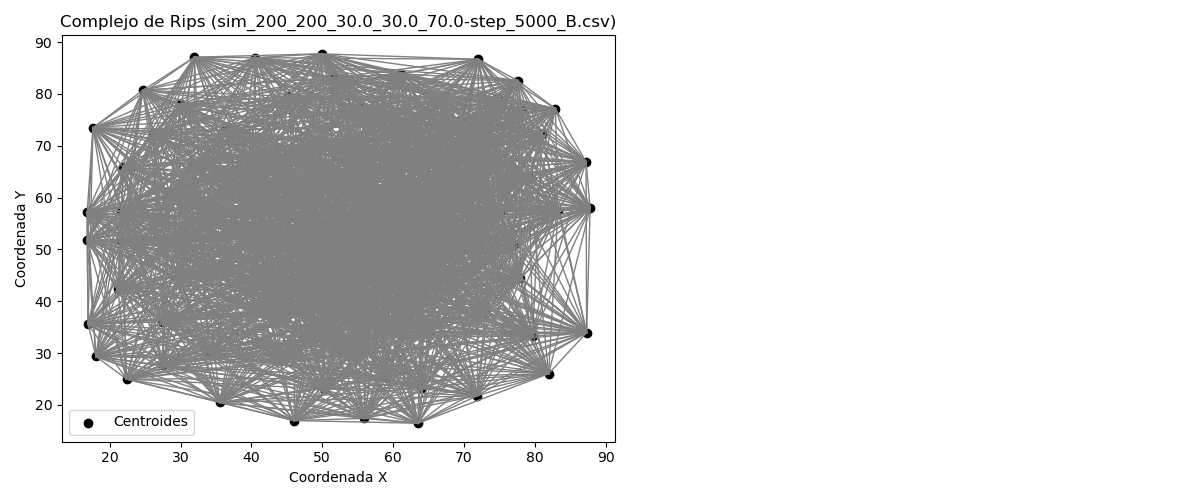 Complejo de Rips (sim_200_200_30.0_30.0_70.0-step_5000_B.csv)
90
80
70
60
50
40
30
20
Coordenada Y
Centroides
20 30 40 50 60 70 80 90
Coordenada X